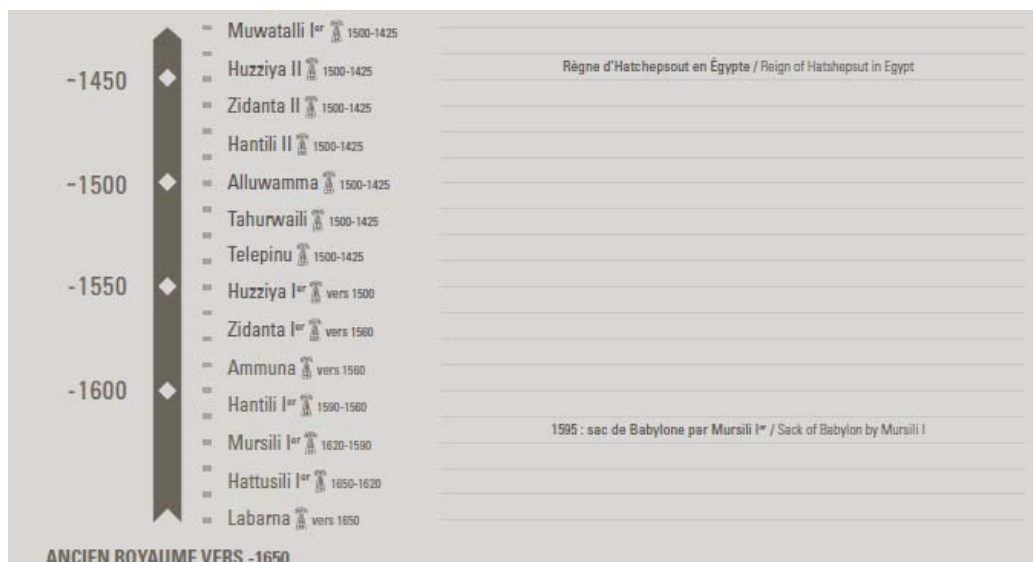 Muwatalli Iᵉʳ 1500-1425
-1450
Huzziya II 1500-1425
Règne d'Hatchepsout en Égypte / Reign of Hatshepsut in Egypt
Zidanta II 1500-1425
Hantili II 1500-1425
-1500
Alluwamma 1500-1425
Tahurwaili 1500-1425
Telepinu 1500-1425
-1550
Huzziya Iᵉʳ vers 1500
Zidanta Iᵉʳ vers 1560
Ammuna vers 1560
-1600
Hantili Iᵉʳ 1590-1560
1595 : sac de Babylone par Mursili Iᵉʳ / Sack of Babylon by Mursili I
Mursili Iᵉʳ 1620-1590
Hattusili Iᵉʳ 1650-1620
Labarna vers 1650
ANCIEN ROYAUME VERS -1650